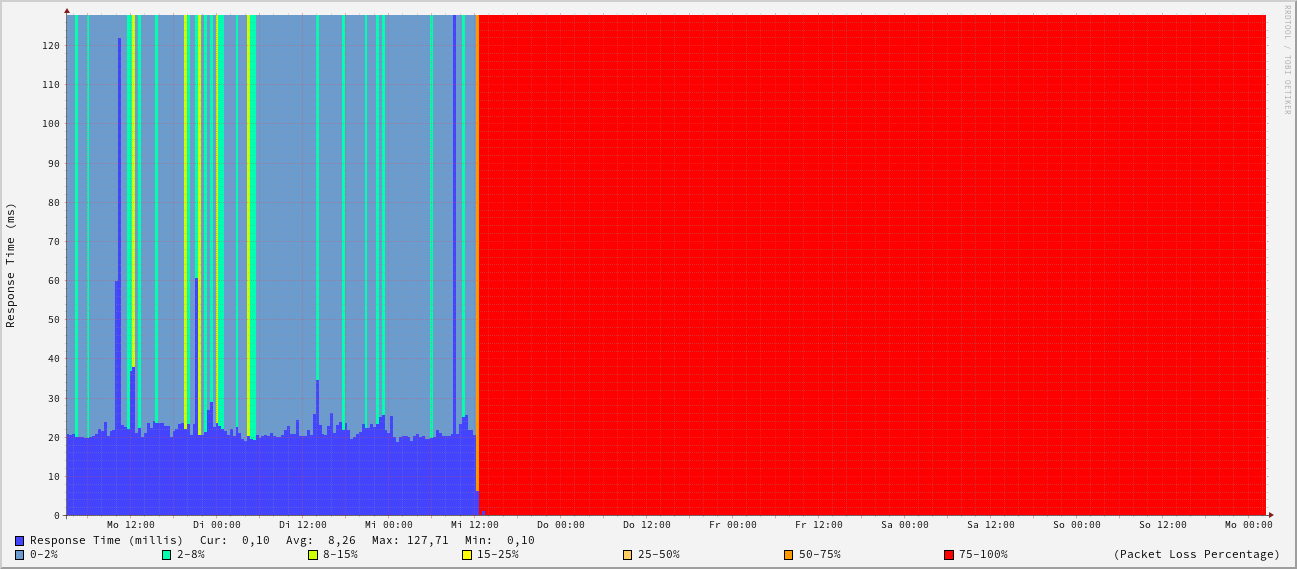 RRDTOOL / TOBI OETIKER
Response Time (ms)
120
110
100
90
80
70
60
50
40
30
20
10
0
Mo 12:00 Di 00:00 Di 12:00 Mi 00:00 Mi 12:00 Do 00:00 Do 12:00 Fr 00:00 Fr 12:00 Sa 00:00 Sa 12:00 So 00:00 So 12:00 Mo 00:00
Response Time (millis) Cur: 0,10 Avg: 8,26 Max: 127,71 Min: 0,10
0-2% 2-8% 8-15% 15-25% 25-50% 50-75% 75-100% (Packet Loss Percentage)